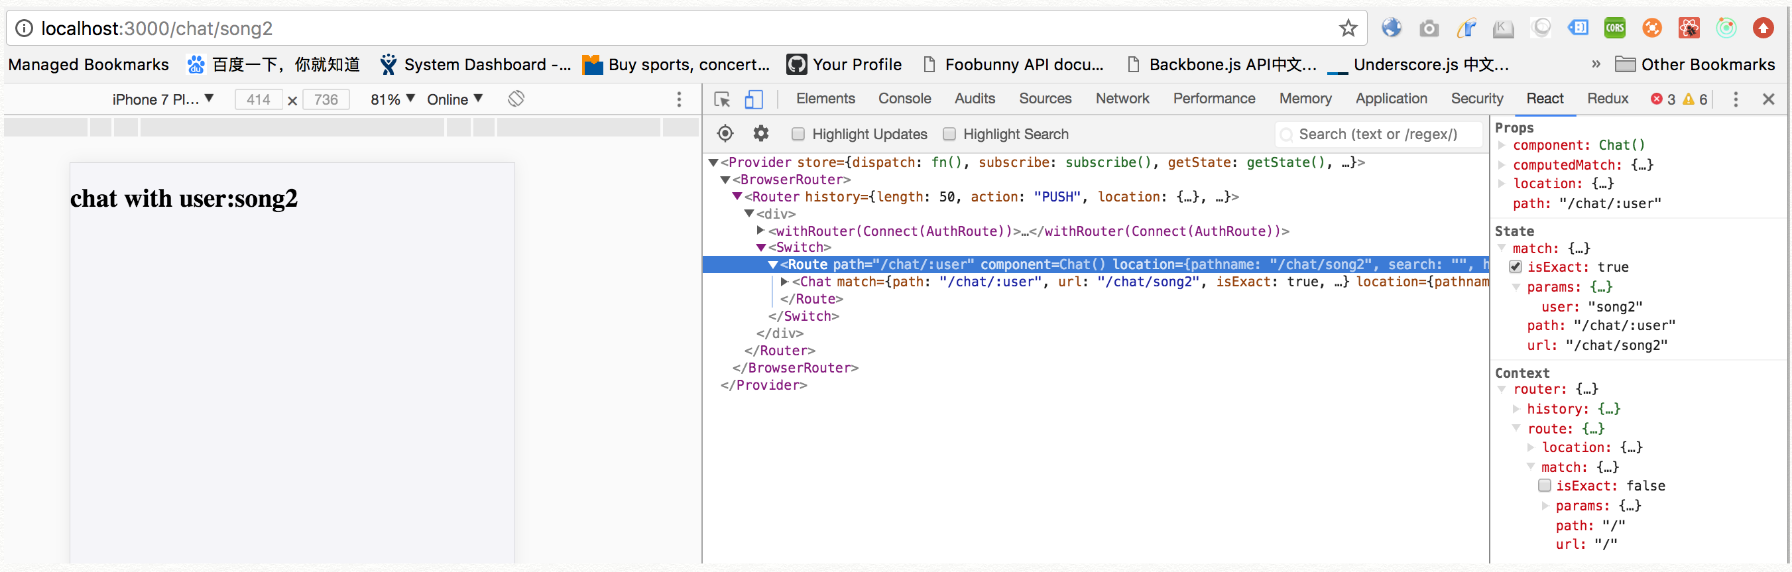 localhost:3000/chat/song2
Managed Bookmarks 百度一下，你就知道 System Dashboard -... Buy sports, concert... Your Profile Foobunny API docu... Backbone.js API中文... Underscore.js 中文... » Other Bookmarks
iPhone 7 Pl... ▼ 414 × 736 81% ▼ Online ▼
Elements Console Audits Sources Network Performance Memory Application Security React Redux 3 6
Highlight Updates Highlight Search Search (text or /regex/)
chat with user:song2
<Provider store={dispatch: fn(), subscribe: subscribe(), getState: getState(), …}>
<BrowserRouter>
<Router history={length: 50, action: "PUSH", location: {…}, …}>
<div>
<withRouter(Connect(AuthRoute))>…</withRouter(Connect(AuthRoute))>
<Switch>
<Route path="/chat/:user" component=Chat() location={pathname: "/chat/song2", search: "", h
<Chat match={path: "/chat/:user", url: "/chat/song2", isExact: true, …} location={pathnam
</Route>
</Switch>
</div>
</Router>
</BrowserRouter>
</Provider>
Props
component: Chat()
computedMatch: {…}
location: {…}
path: "/chat/:user"
State
match: {…}
isExact: true
params: {…}
user: "song2"
path: "/chat/:user"
url: "/chat/song2"
Context
router: {…}
history: {…}
route: {…}
location: {…}
match: {…}
isExact: false
params: {…}
path: "/"
url: "/"